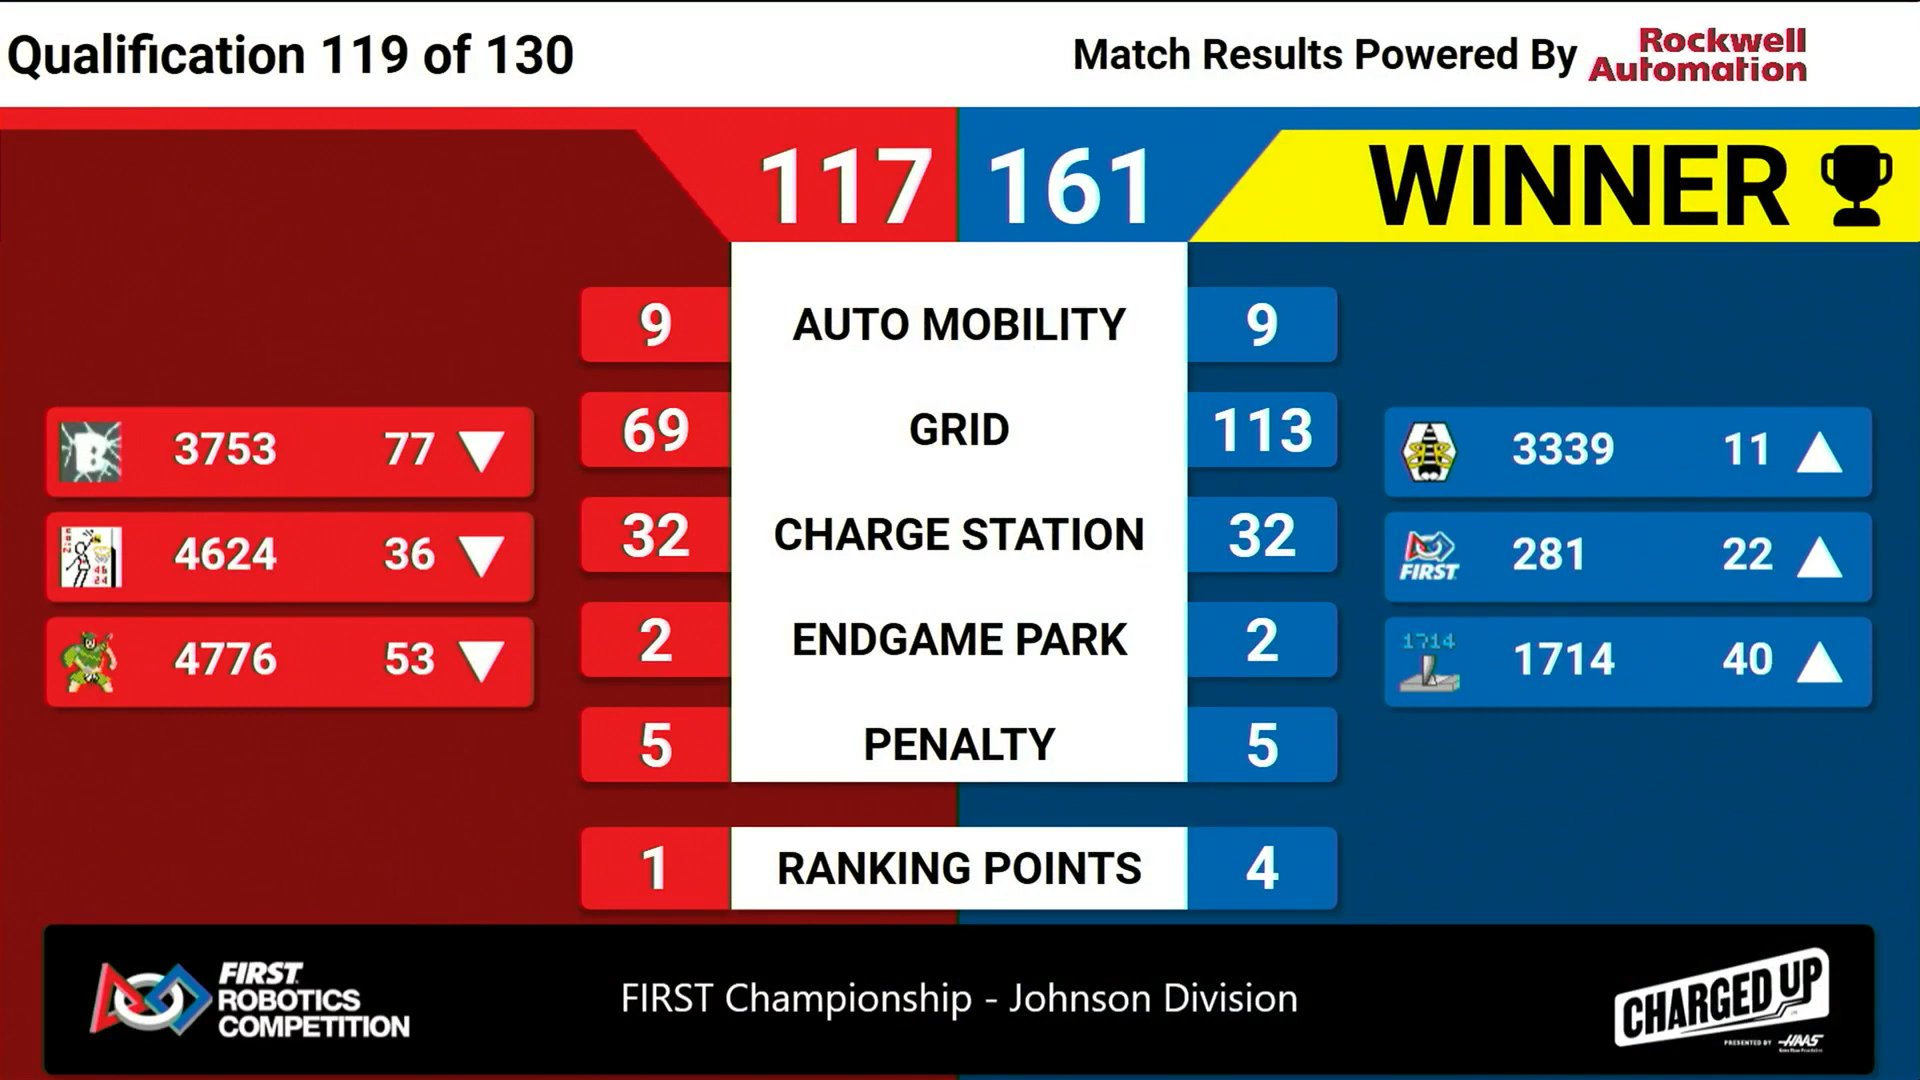 Qualification 119 of 130
Match Results Powered By
Rockwell
Automation
117
161
WINNER
9 AUTO MOBILITY 9
69 GRID 113
32 CHARGE STATION 32
2 ENDGAME PARK 2
5 PENALTY 5
1 RANKING POINTS 4
B 3753 77
4624 36
4776 53
3339 11
FIRST 281 22
1714 1714 40
FIRST
ROBOTICS
COMPETITION
FIRST Championship - Johnson Division
CHARGED UP
PRESENTED BY HAAS